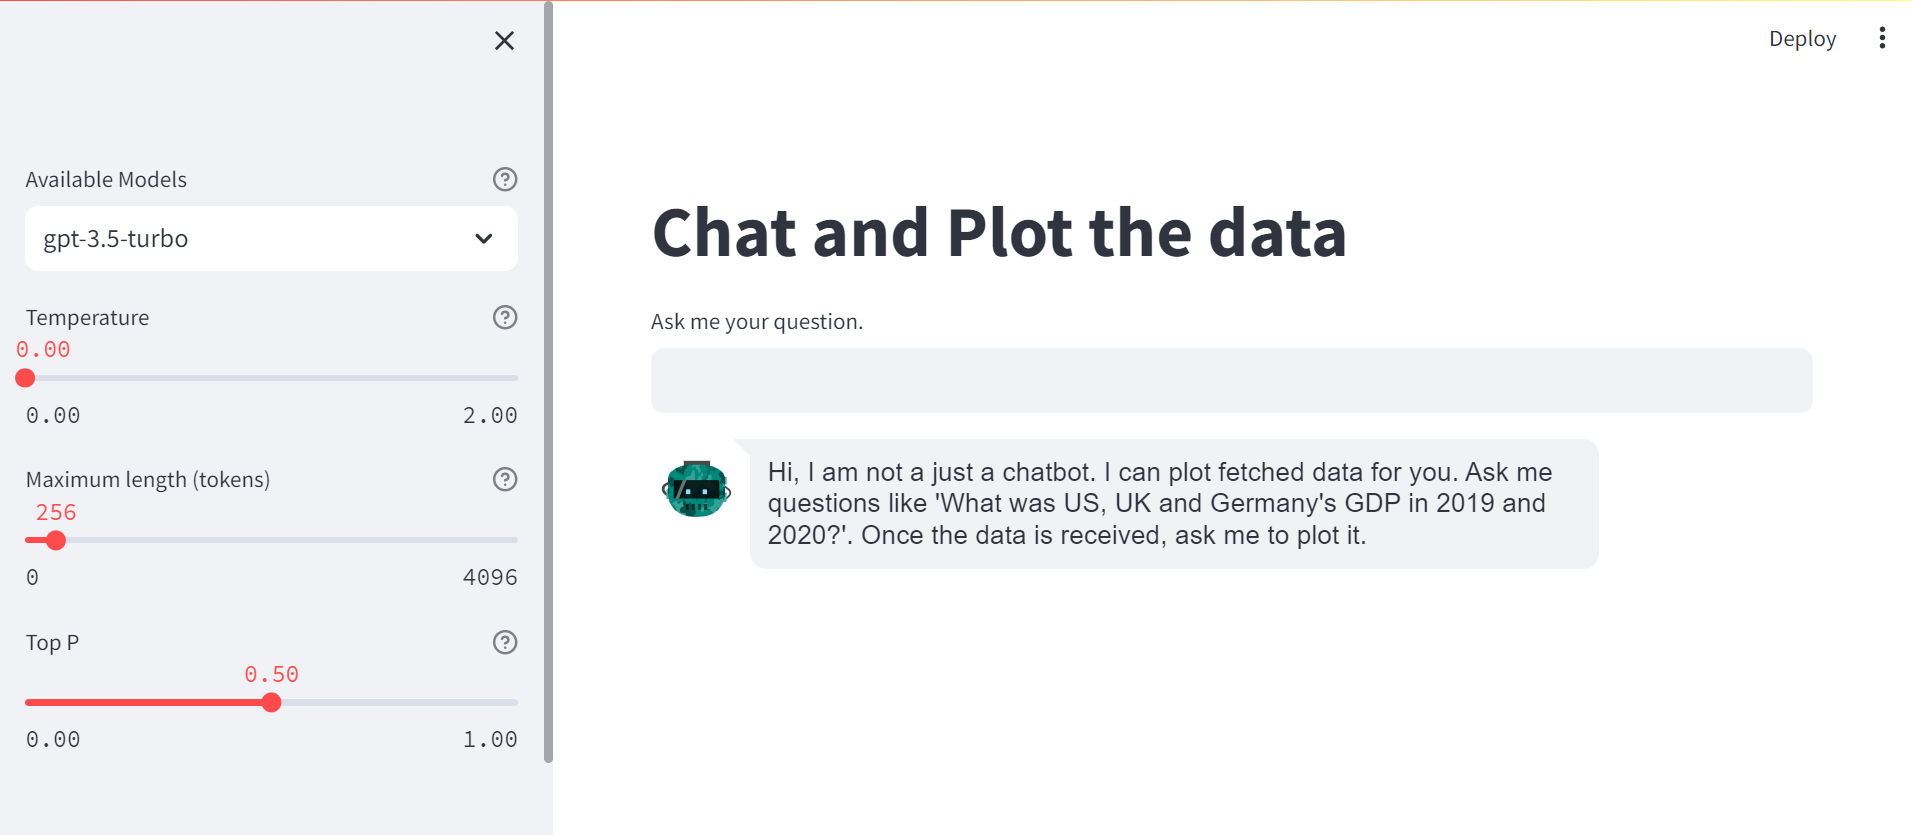 Deploy
Available Models
gpt-3.5-turbo
Temperature
0.00
0.00 2.00
Maximum length (tokens)
256
0 4096
Top P
0.50
0.00 1.00
Chat and Plot the data
Ask me your question.
Hi, I am not a just a chatbot. I can plot fetched data for you. Ask me
questions like 'What was US, UK and Germany's GDP in 2019 and
2020?'. Once the data is received, ask me to plot it.